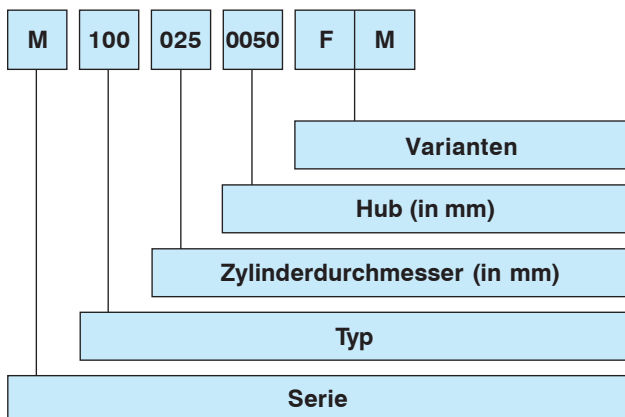 M 100 025 0050 F M
Varianten
Hub (in mm)
Zylinderdurchmesser (in mm)
Typ
Serie